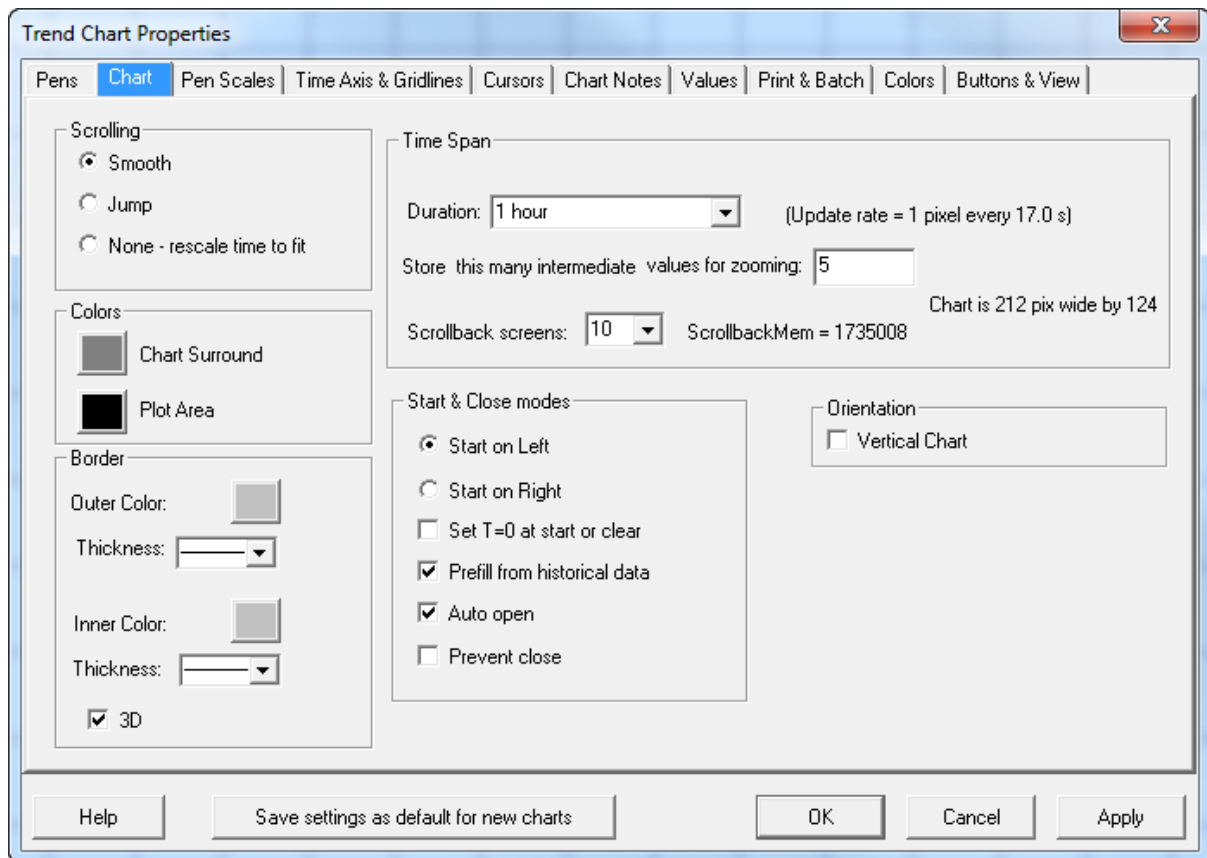 Trend Chart Properties
Pens Chart Pen Scales Time Axis & Gridlines Cursors Chart Notes Values Print & Batch Colors Buttons & View
Scrolling
Smooth
Jump
None - rescale time to fit
Colors
Chart Surround
Plot Area
Border
Outer Color:
Thickness:
Inner Color:
Thickness:
3D
Time Span
Duration: 1 hour (Update rate = 1 pixel every 17.0 s)
Store this many intermediate values for zooming: 5
Chart is 212 pix wide by 124
Scrollback screens: 10 ScrollbackMem = 1735008
Start & Close modes
Start on Left
Start on Right
Set T=0 at start or clear
Prefill from historical data
Auto open
Prevent close
Orientation
Vertical Chart
Help Save settings as default for new charts OK Cancel Apply